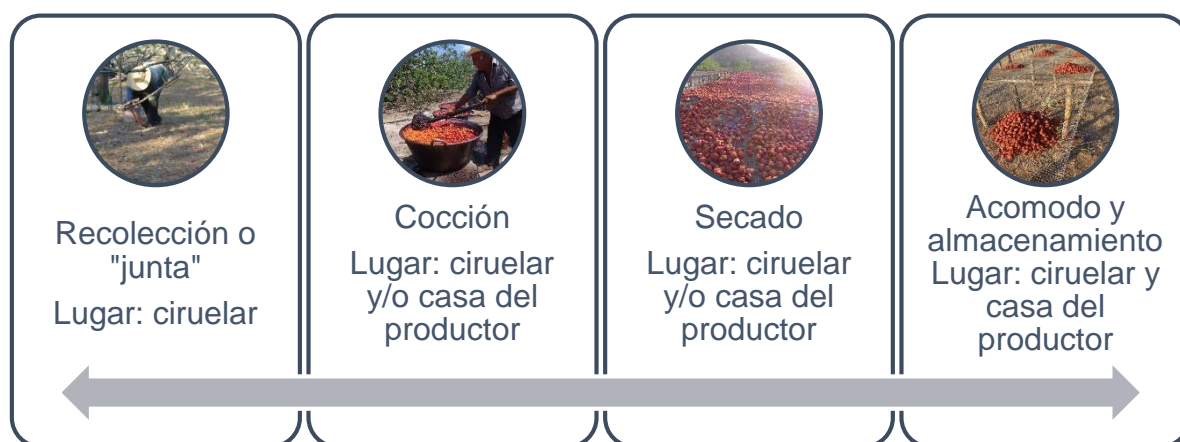 Recolección o
"junta"
Lugar: ciruelar
Cocción
Lugar: ciruelar
y/o casa del
productor
Secado
Lugar: ciruelar
y/o casa del
productor
Acomodo y
almacenamiento
Lugar: ciruelar y
casa del
productor